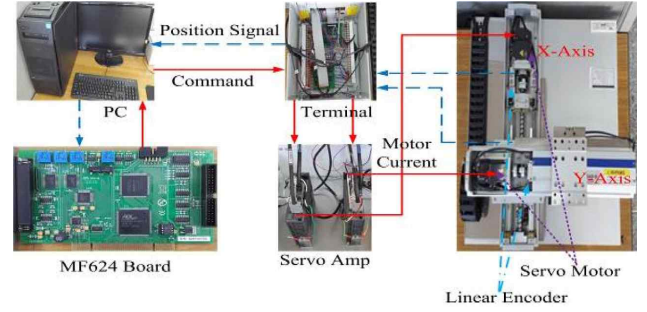 Position Signal
X-Axis
Command
PC
Terminal
Motor
Current
Y-Axis
MF624 Board
Servo Amp
Servo Motor
Linear Encoder